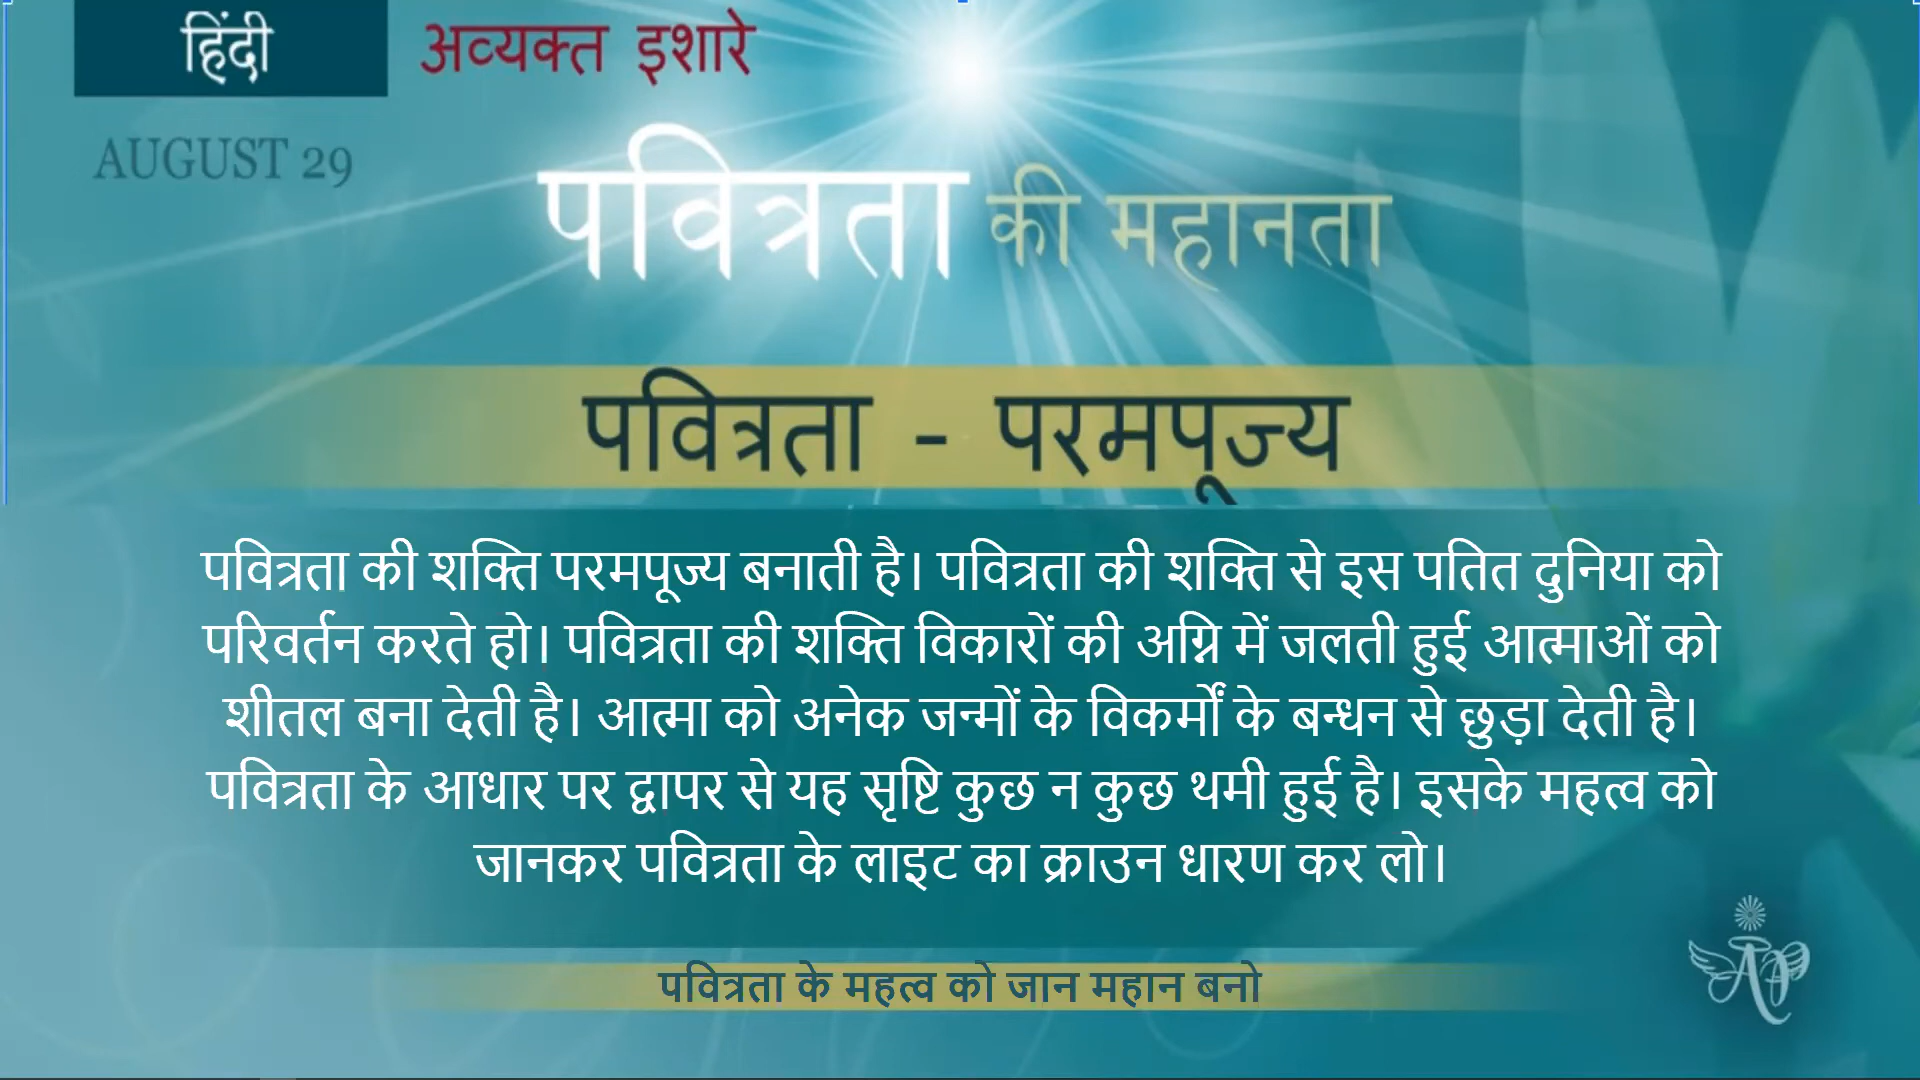 हिंदी
अव्यक्त इशारे
AUGUST 29
पवित्रता की महानता
पवित्रता - परमपूज्य
पवित्रता की शक्ति परमपूज्य बनाती है। पवित्रता की शक्ति से इस पतित दुनिया को
परिवर्तन करते हो। पवित्रता की शक्ति विकारों की अग्नि में जलती हुई आत्माओं को
शीतल बना देती है। आत्मा को अनेक जन्मों के विकर्मों के बन्धन से छुड़ा देती है।
पवित्रता के आधार पर द्वापर से यह सृष्टि कुछ न कुछ थमी हुई है। इसके महत्व को
जानकर पवित्रता के लाइट का क्राउन धारण कर लो।
पवित्रता के महत्व को जान महान बनो